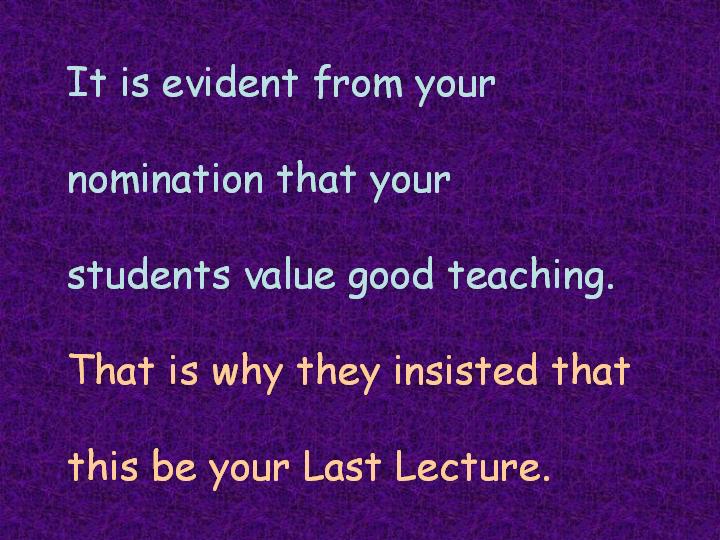 It is evident from your
nomination that your
students value good teaching.
That is why they insisted that
this be your Last Lecture.